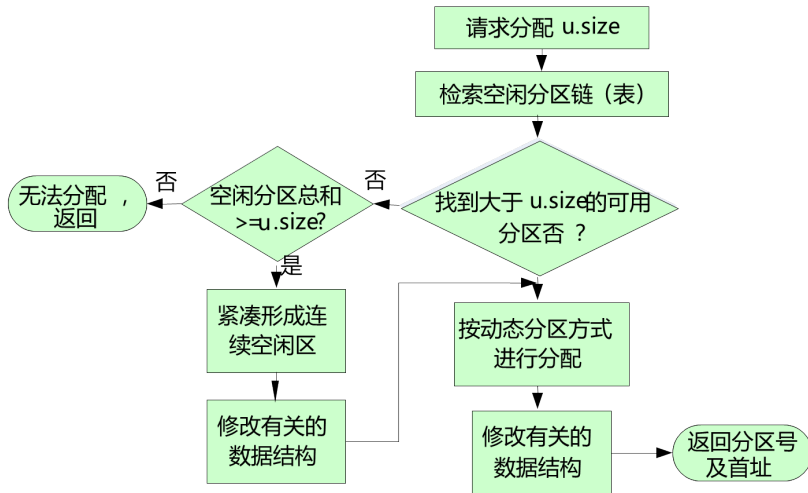 请求分配 u.size
检索空闲分区链（表）
找到大于 u.size的可用
分区否 ？
否
空闲分区总和
>=u.size?
否
无法分配 ，
返回
是
紧凑形成连
续空闲区
修改有关的
数据结构
按动态分区方式
进行分配
修改有关的
数据结构
返回分区号
及首址